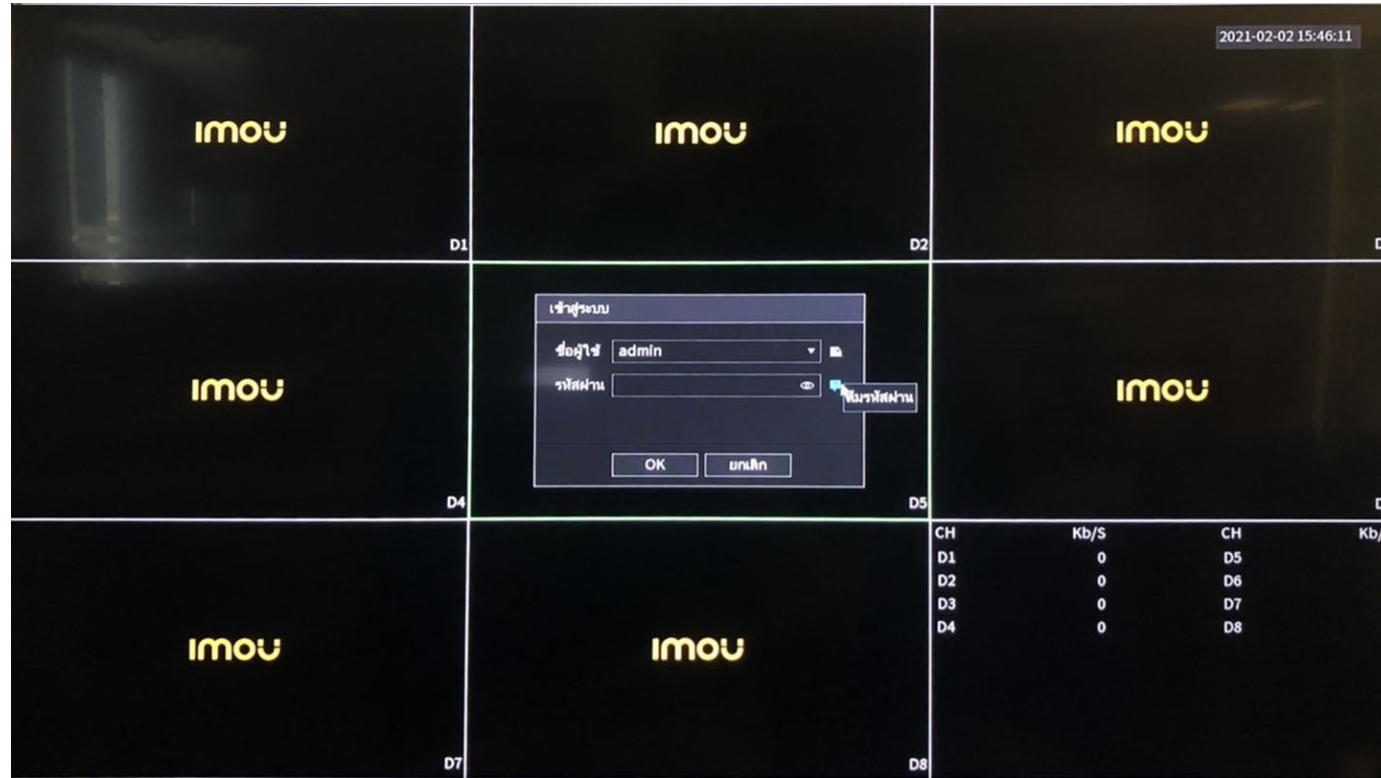 2021-02-02 15:46:11
imou
imou
imou
D1
D2
imou
เข้าสู่ระบบ
ชื่อผู้ใช้ admin
รหัสผ่าน
ลืมรหัสผ่าน
OK ยกเลิก
imou
D4
D5
imou
imou
CH Kb/S CH
D1 0 D5
D2 0 D6
D3 0 D7
D4 0 D8
D7
D8